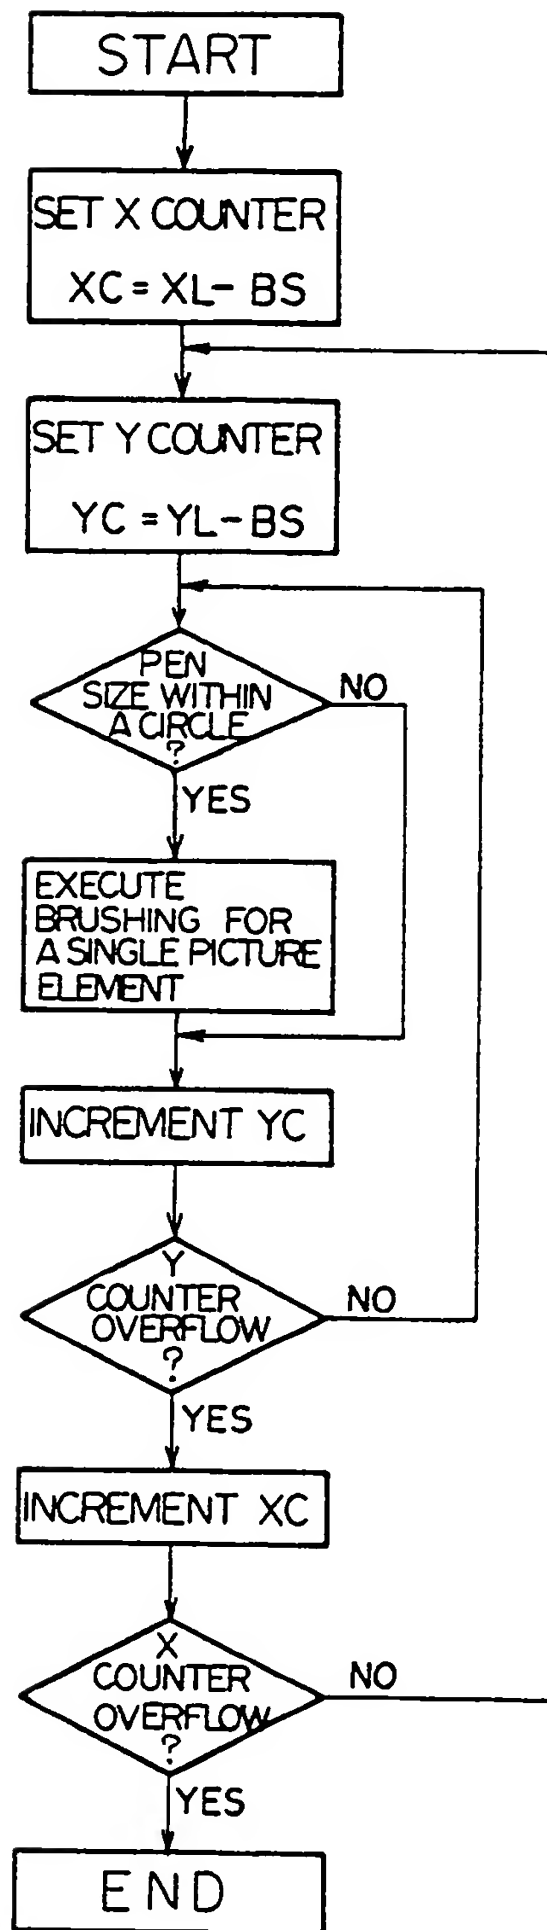 START
SET X COUNTER
XC = XL - BS
SET Y COUNTER
YC = YL - BS
PEN
SIZE WITHIN
A CIRCLE
?
NO
YES
EXECUTE
BRUSHING FOR
A SINGLE PICTURE
ELEMENT
INCREMENT YC
Y
COUNTER
OVERFLOW
?
NO
YES
INCREMENT XC
X
COUNTER
OVERFLOW
?
NO
YES
END